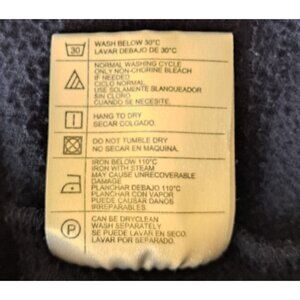 30
WASH BELOW 30°C
LAVAR DEBAJO DE 30°C
NORMAL WASHING CYCLE
ONLY NON-CHORINE BLEACH
IF NEEDED.
CICLO NORMAL
USE SOLAMENTE BLANQUEADOR
SIN CLORO
CUANDO SE NECESITE.
HANG TO DRY
SECAR COLGADO.
DO NOT TUMBLE DRY
NO SECAR EN MAQUINA.
IRON BELOW 110°C
IRON WITH STEAM
MAY CAUSE UNRECOVERABLE
DAMAGE
PLANCHAR DEBAJO 110°C
PLANCHAR CON VAPOR
PUEDE CAUSAR DANOS
IRREPARABLES.
P
CAN BE DRYCLEAN
WASH SEPARATELY
SE PUEDE LAVAR EN SECO.
LAVAR POR SEPARADO.